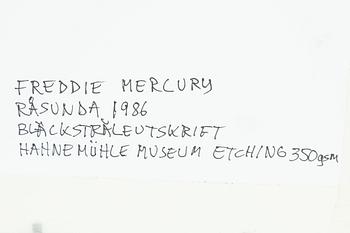 FREDDIE MERCURY
RÅSUNDA 1986
BLÄCKSTRÅLEUTSKRIFT
HAHNEMÜHLE MUSEUM ETCHING 350gsm